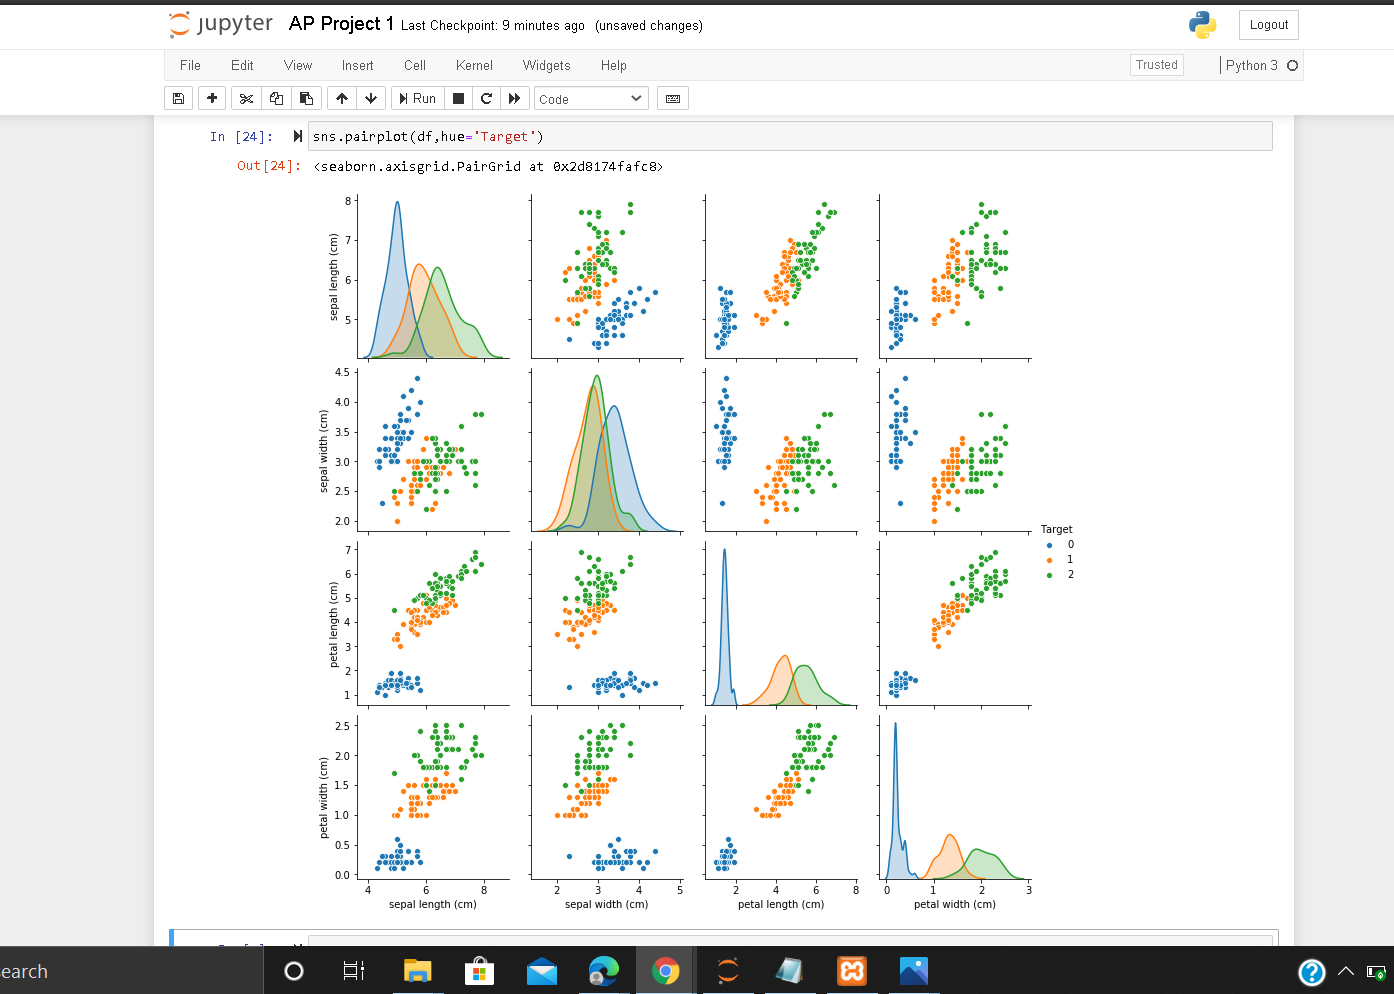 jupyter AP Project 1 Last Checkpoint: 9 minutes ago (unsaved changes) Logout
File Edit View Insert Cell Kernel Widgets Help Trusted Python 3
Run Code
In [24]: sns.pairplot(df,hue='Target')
Out[24]: <seaborn.axisgrid.PairGrid at 0x2d8174fafc8>
8
7
6
5
sepal length (cm)
4.5
4.0
3.5
3.0
2.5
2.0
sepal width (cm)
Target
0
1
2
7
6
5
4
3
2
1
petal length (cm)
2.5
2.0
1.5
1.0
0.5
0.0
petal width (cm)
4 6 8 2 3 4 5 2 4 6 8 0 1 2 3
sepal length (cm) sepal width (cm) petal length (cm) petal width (cm)
earch